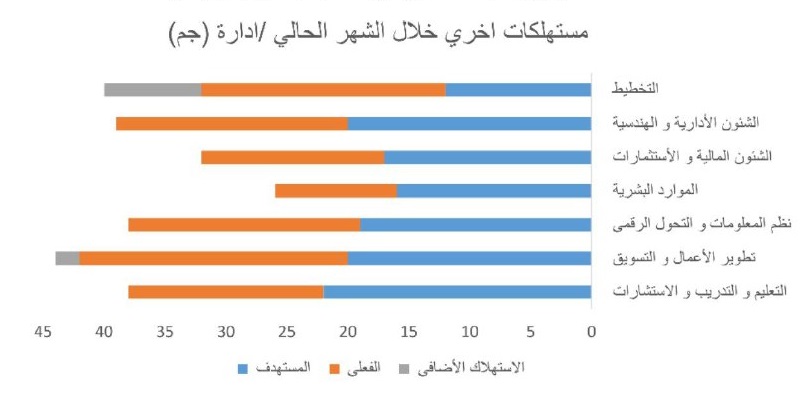 مستهلكات اخري خلال الشهر الحالي /ادارة (جم)
التخطيط
الشئون الأدارية و الهندسية
الشئون المالية و الأستثمارات
الموارد البشرية
نظم المعلومات و التحول الرقمى
تطوير الأعمال و التسويق
التعليم و التدريب و الاستشارات
45 40 35 30 25 20 15 10 5 0
المستهدف الفعلى الاستهلاك الأضافى